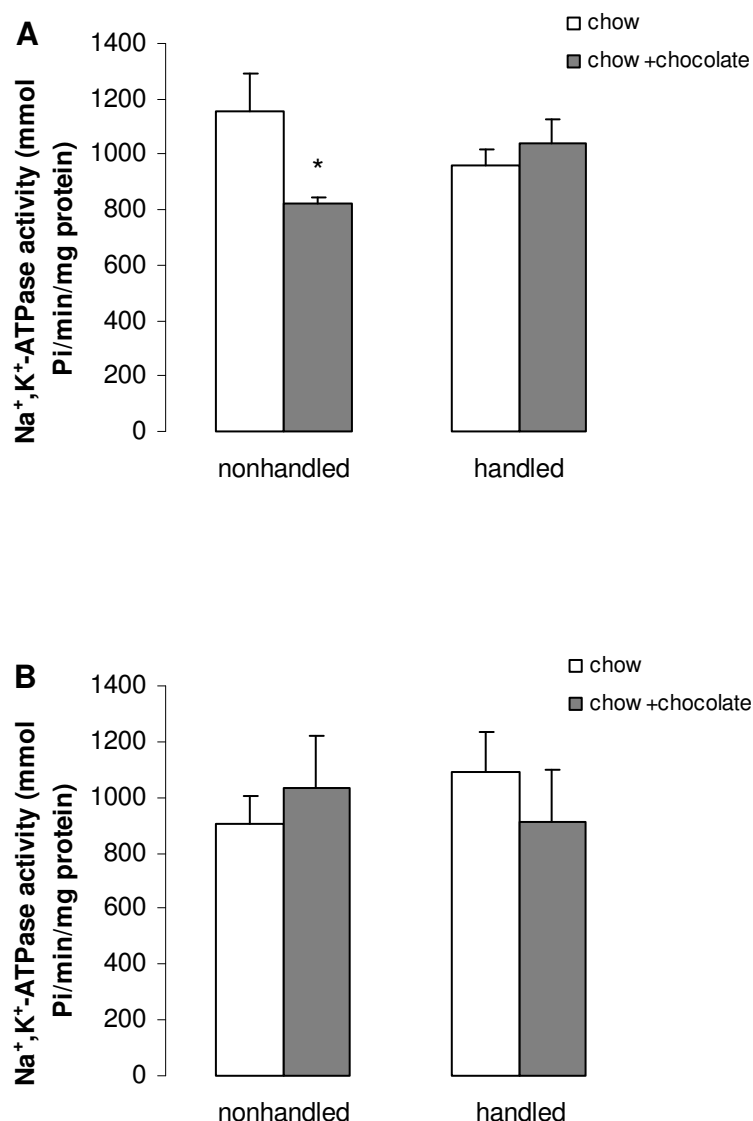 A
chow
chow +chocolate
Na⁺,K⁺-ATPase activity (mmol
Pi/min/mg protein)
1400
1200
1000
800
600
400
200
0
*
nonhandled handled
B
chow
chow +chocolate
Na⁺,K⁺-ATPase activity (mmol
Pi/min/mg protein)
1400
1200
1000
800
600
400
200
0
nonhandled handled